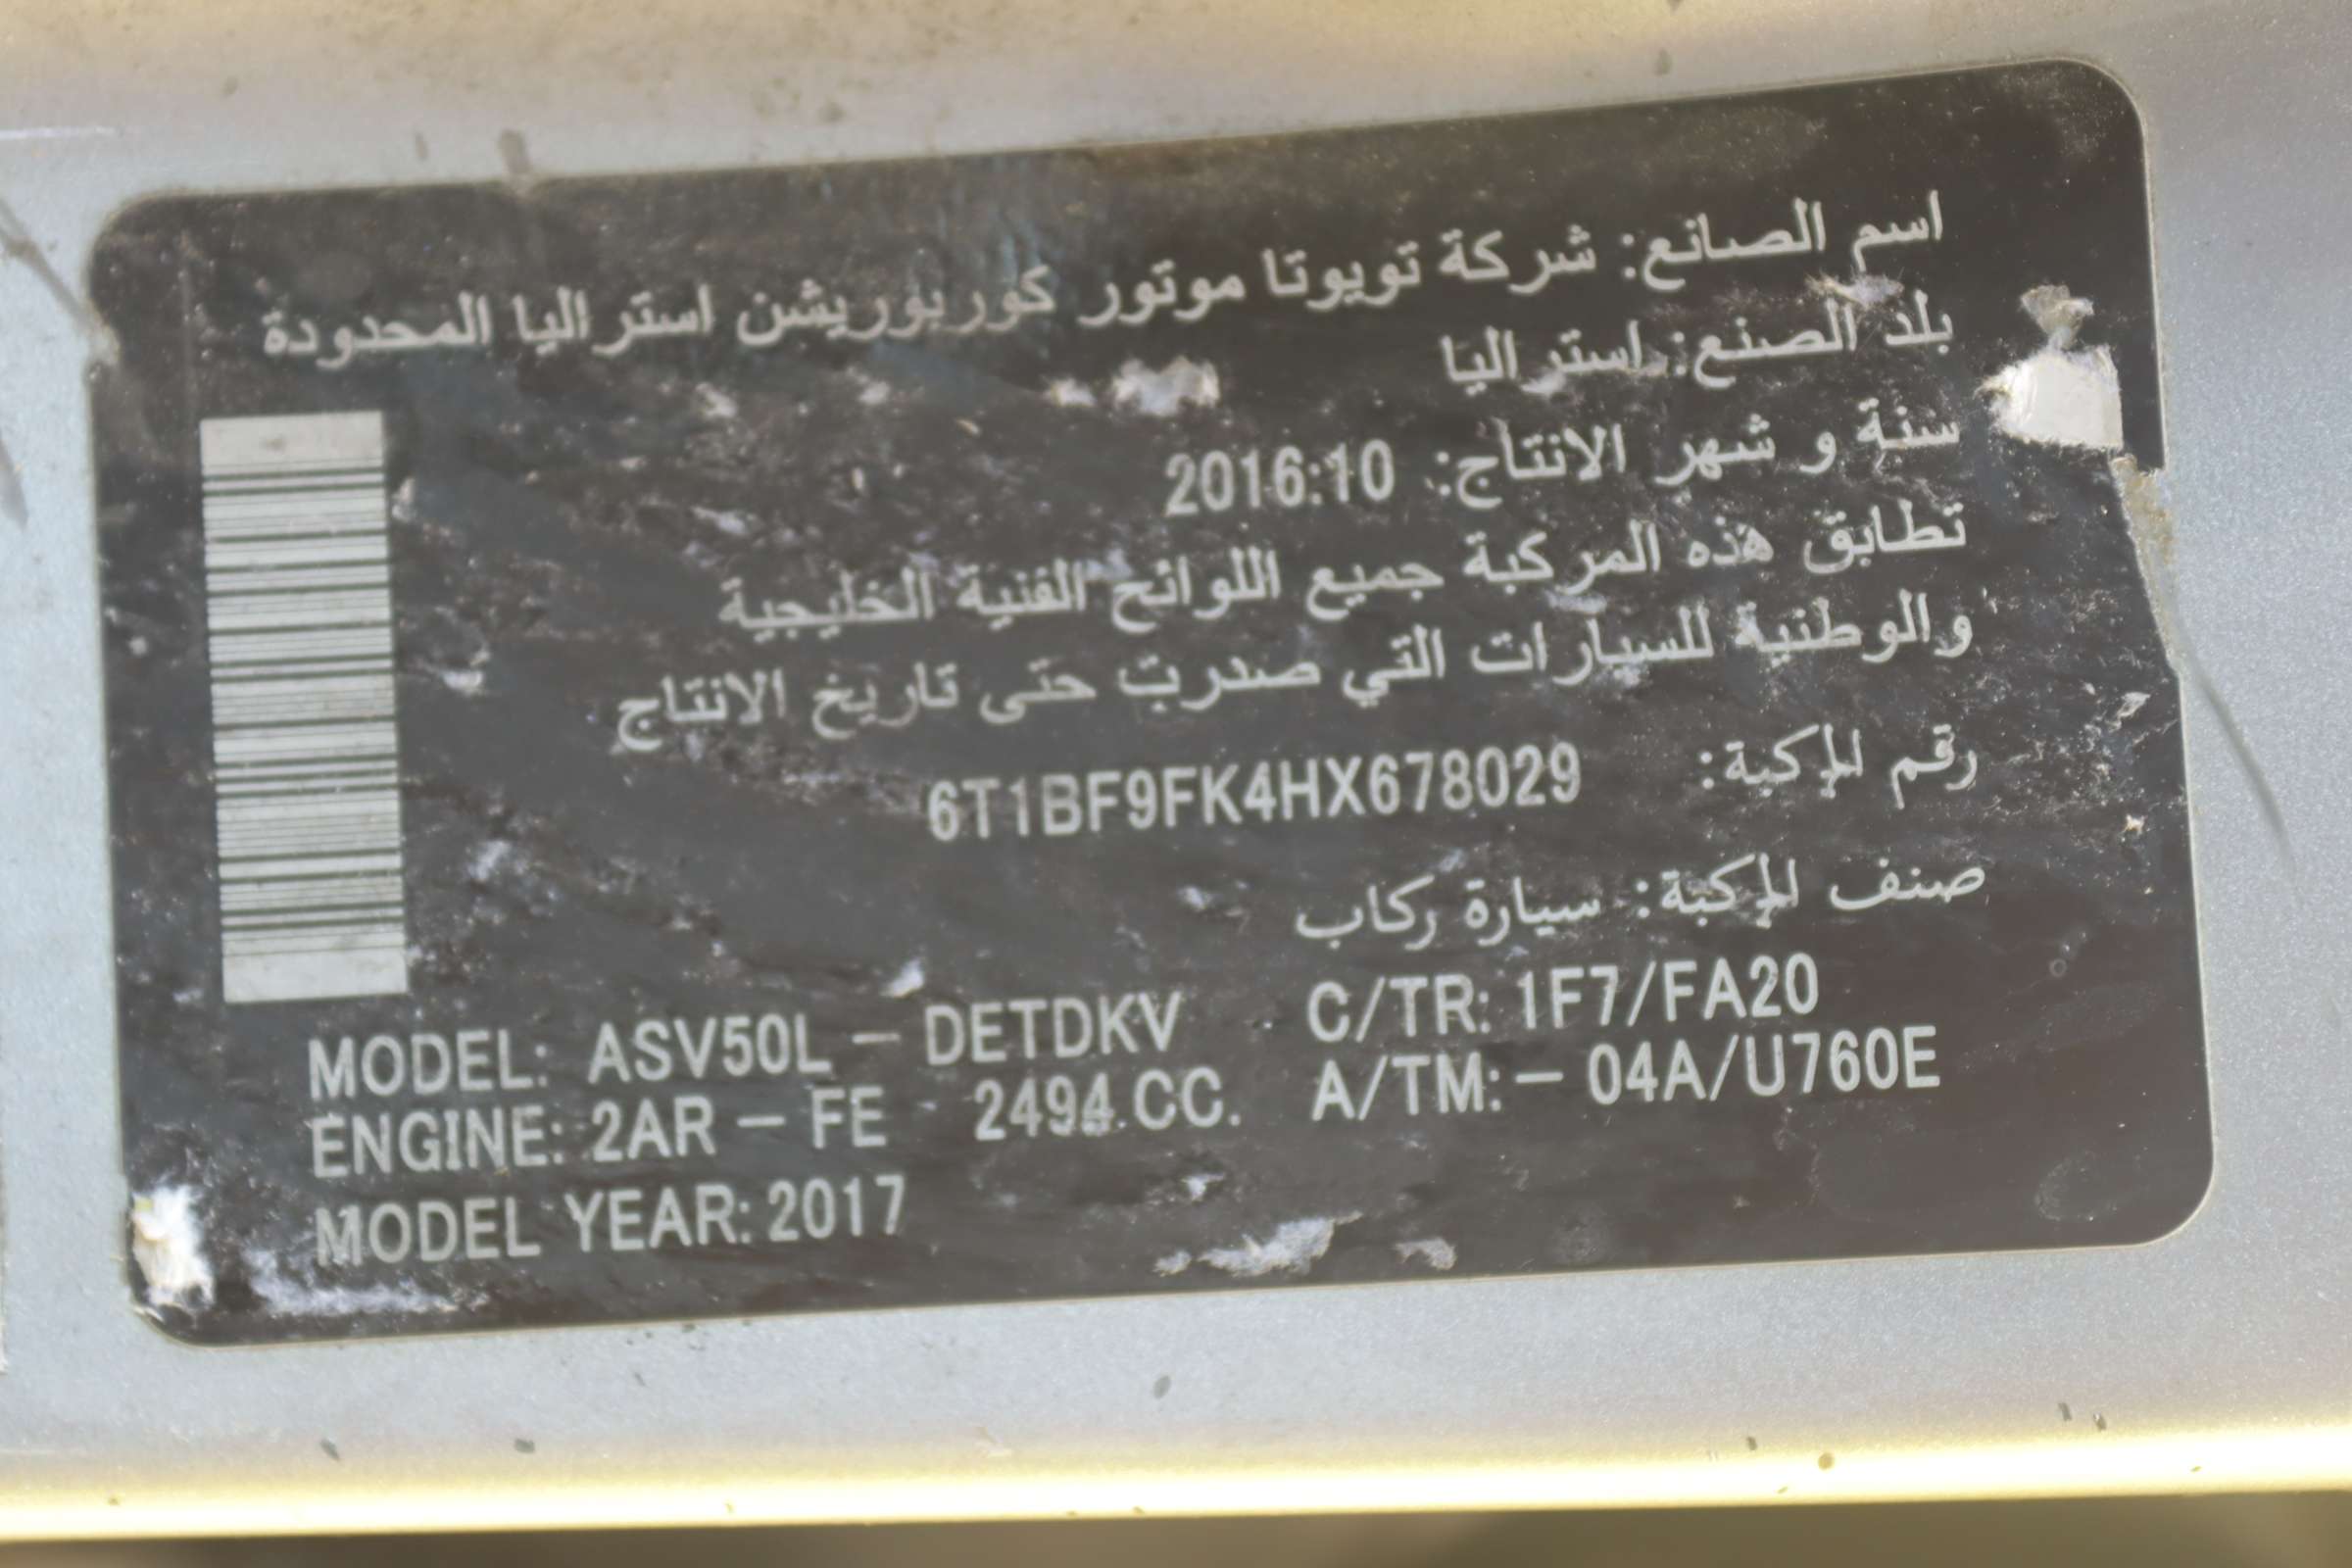 اسم الصانع: شركة تويوتا موتور كوربوريشن استراليا المحدودة
بلد الصنع: استراليا
سنة و شهر الانتاج: 2016:10
تطابق هذه المركبة جميع اللوائح الفنية الخليجية
والوطنية للسيارات التي صدرت حتى تاريخ الانتاج
رقم المركبة: 6T1BF9FK4HX678029
صنف المركبة: سيارة ركاب
MODEL: ASV50L – DETDKV C/TR: 1F7/FA20
ENGINE: 2AR – FE 2494 CC. A/TM: – 04A/U760E
MODEL YEAR: 2017